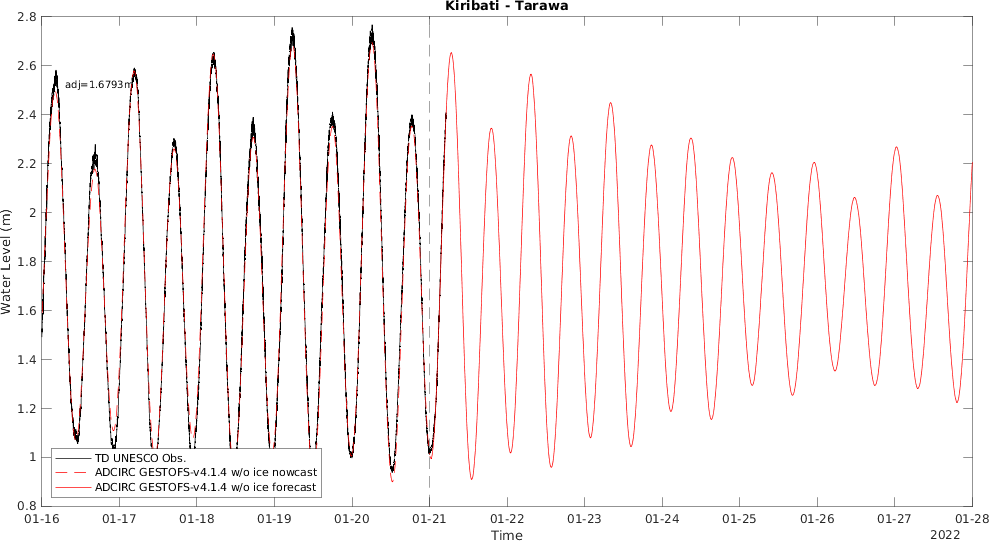 Kiribati - Tarawa
Water Level (m)
2.8
2.6
2.4
2.2
2
1.8
1.6
1.4
1.2
1
0.8
adj=1.6793m
TD UNESCO Obs.
ADCIRC GESTOFS-v4.1.4 w/o ice nowcast
ADCIRC GESTOFS-v4.1.4 w/o ice forecast
01-16 01-17 01-18 01-19 01-20 01-21 01-22 01-23 01-24 01-25 01-26 01-27 01-28
Time
2022